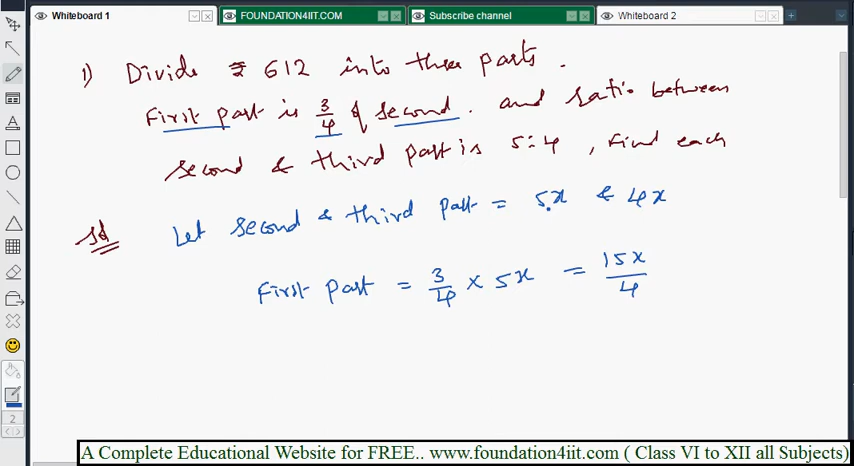 Whiteboard 1
FOUNDATION4IIT.COM
Subscribe channel
Whiteboard 2
1) Divide ₹ 612 into three parts.
First part is 3/4 of second. and ratio between
second & third part is 5:4, find each
Sol
Let second & third part = 5x & 4x
First part = 3/4 × 5x = 15x/4
2
A Complete Educational Website for FREE.. www.foundation4iit.com ( Class VI to XII all Subjects)